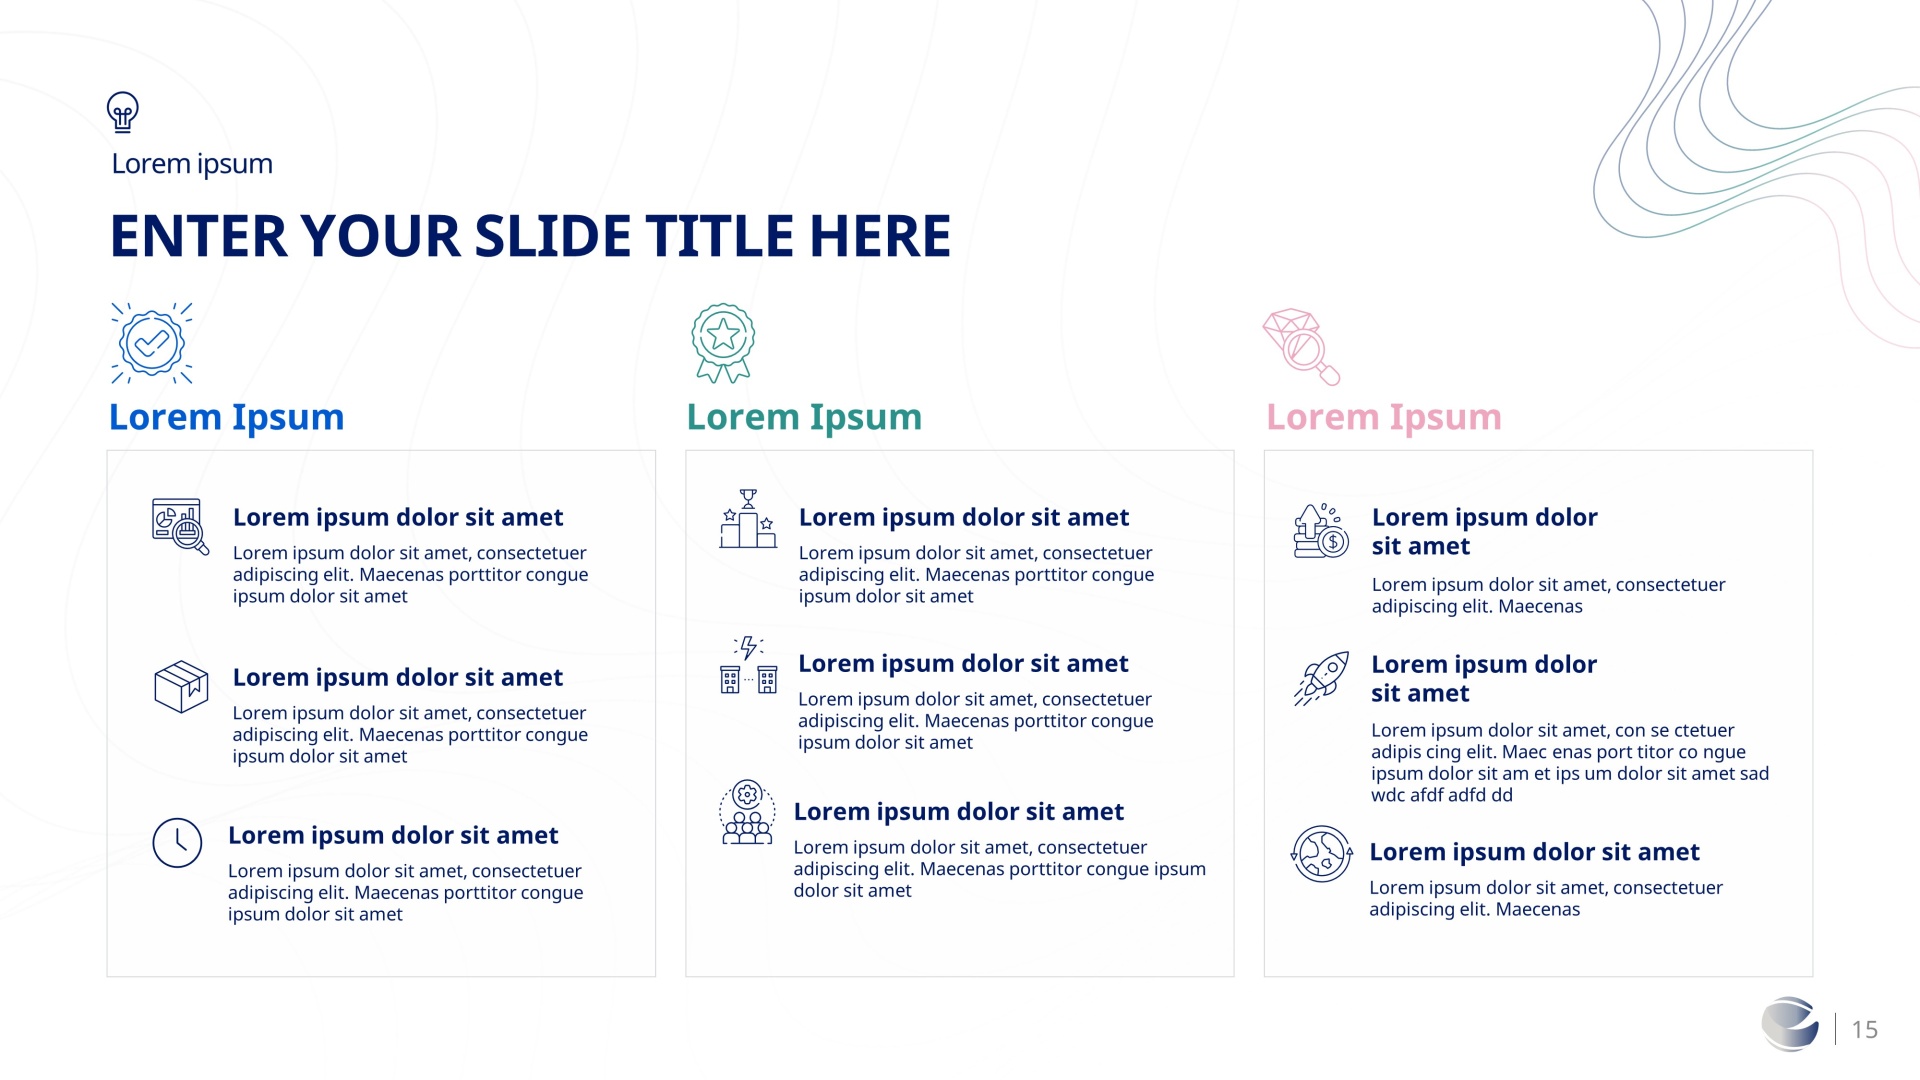 Lorem ipsum
ENTER YOUR SLIDE TITLE HERE
Lorem Ipsum
Lorem ipsum dolor sit amet
Lorem ipsum dolor sit amet, consectetuer
adipiscing elit. Maecenas porttitor congue
ipsum dolor sit amet
Lorem ipsum dolor sit amet
Lorem ipsum dolor sit amet, consectetuer
adipiscing elit. Maecenas porttitor congue
ipsum dolor sit amet
Lorem ipsum dolor sit amet
Lorem ipsum dolor sit amet, consectetuer
adipiscing elit. Maecenas porttitor congue
ipsum dolor sit amet
Lorem Ipsum
Lorem ipsum dolor sit amet
Lorem ipsum dolor sit amet, consectetuer
adipiscing elit. Maecenas porttitor congue
ipsum dolor sit amet
Lorem ipsum dolor sit amet
Lorem ipsum dolor sit amet, consectetuer
adipiscing elit. Maecenas porttitor congue
ipsum dolor sit amet
Lorem ipsum dolor sit amet
Lorem ipsum dolor sit amet, consectetuer
adipiscing elit. Maecenas porttitor congue ipsum
dolor sit amet
Lorem Ipsum
Lorem ipsum dolor
sit amet
Lorem ipsum dolor sit amet, consectetuer
adipiscing elit. Maecenas
Lorem ipsum dolor
sit amet
Lorem ipsum dolor sit amet, con se ctetuer
adipis cing elit. Maec enas port titor co ngue
ipsum dolor sit am et ips um dolor sit amet sad
wdc afdf adfd dd
Lorem ipsum dolor sit amet
Lorem ipsum dolor sit amet, consectetuer
adipiscing elit. Maecenas
15